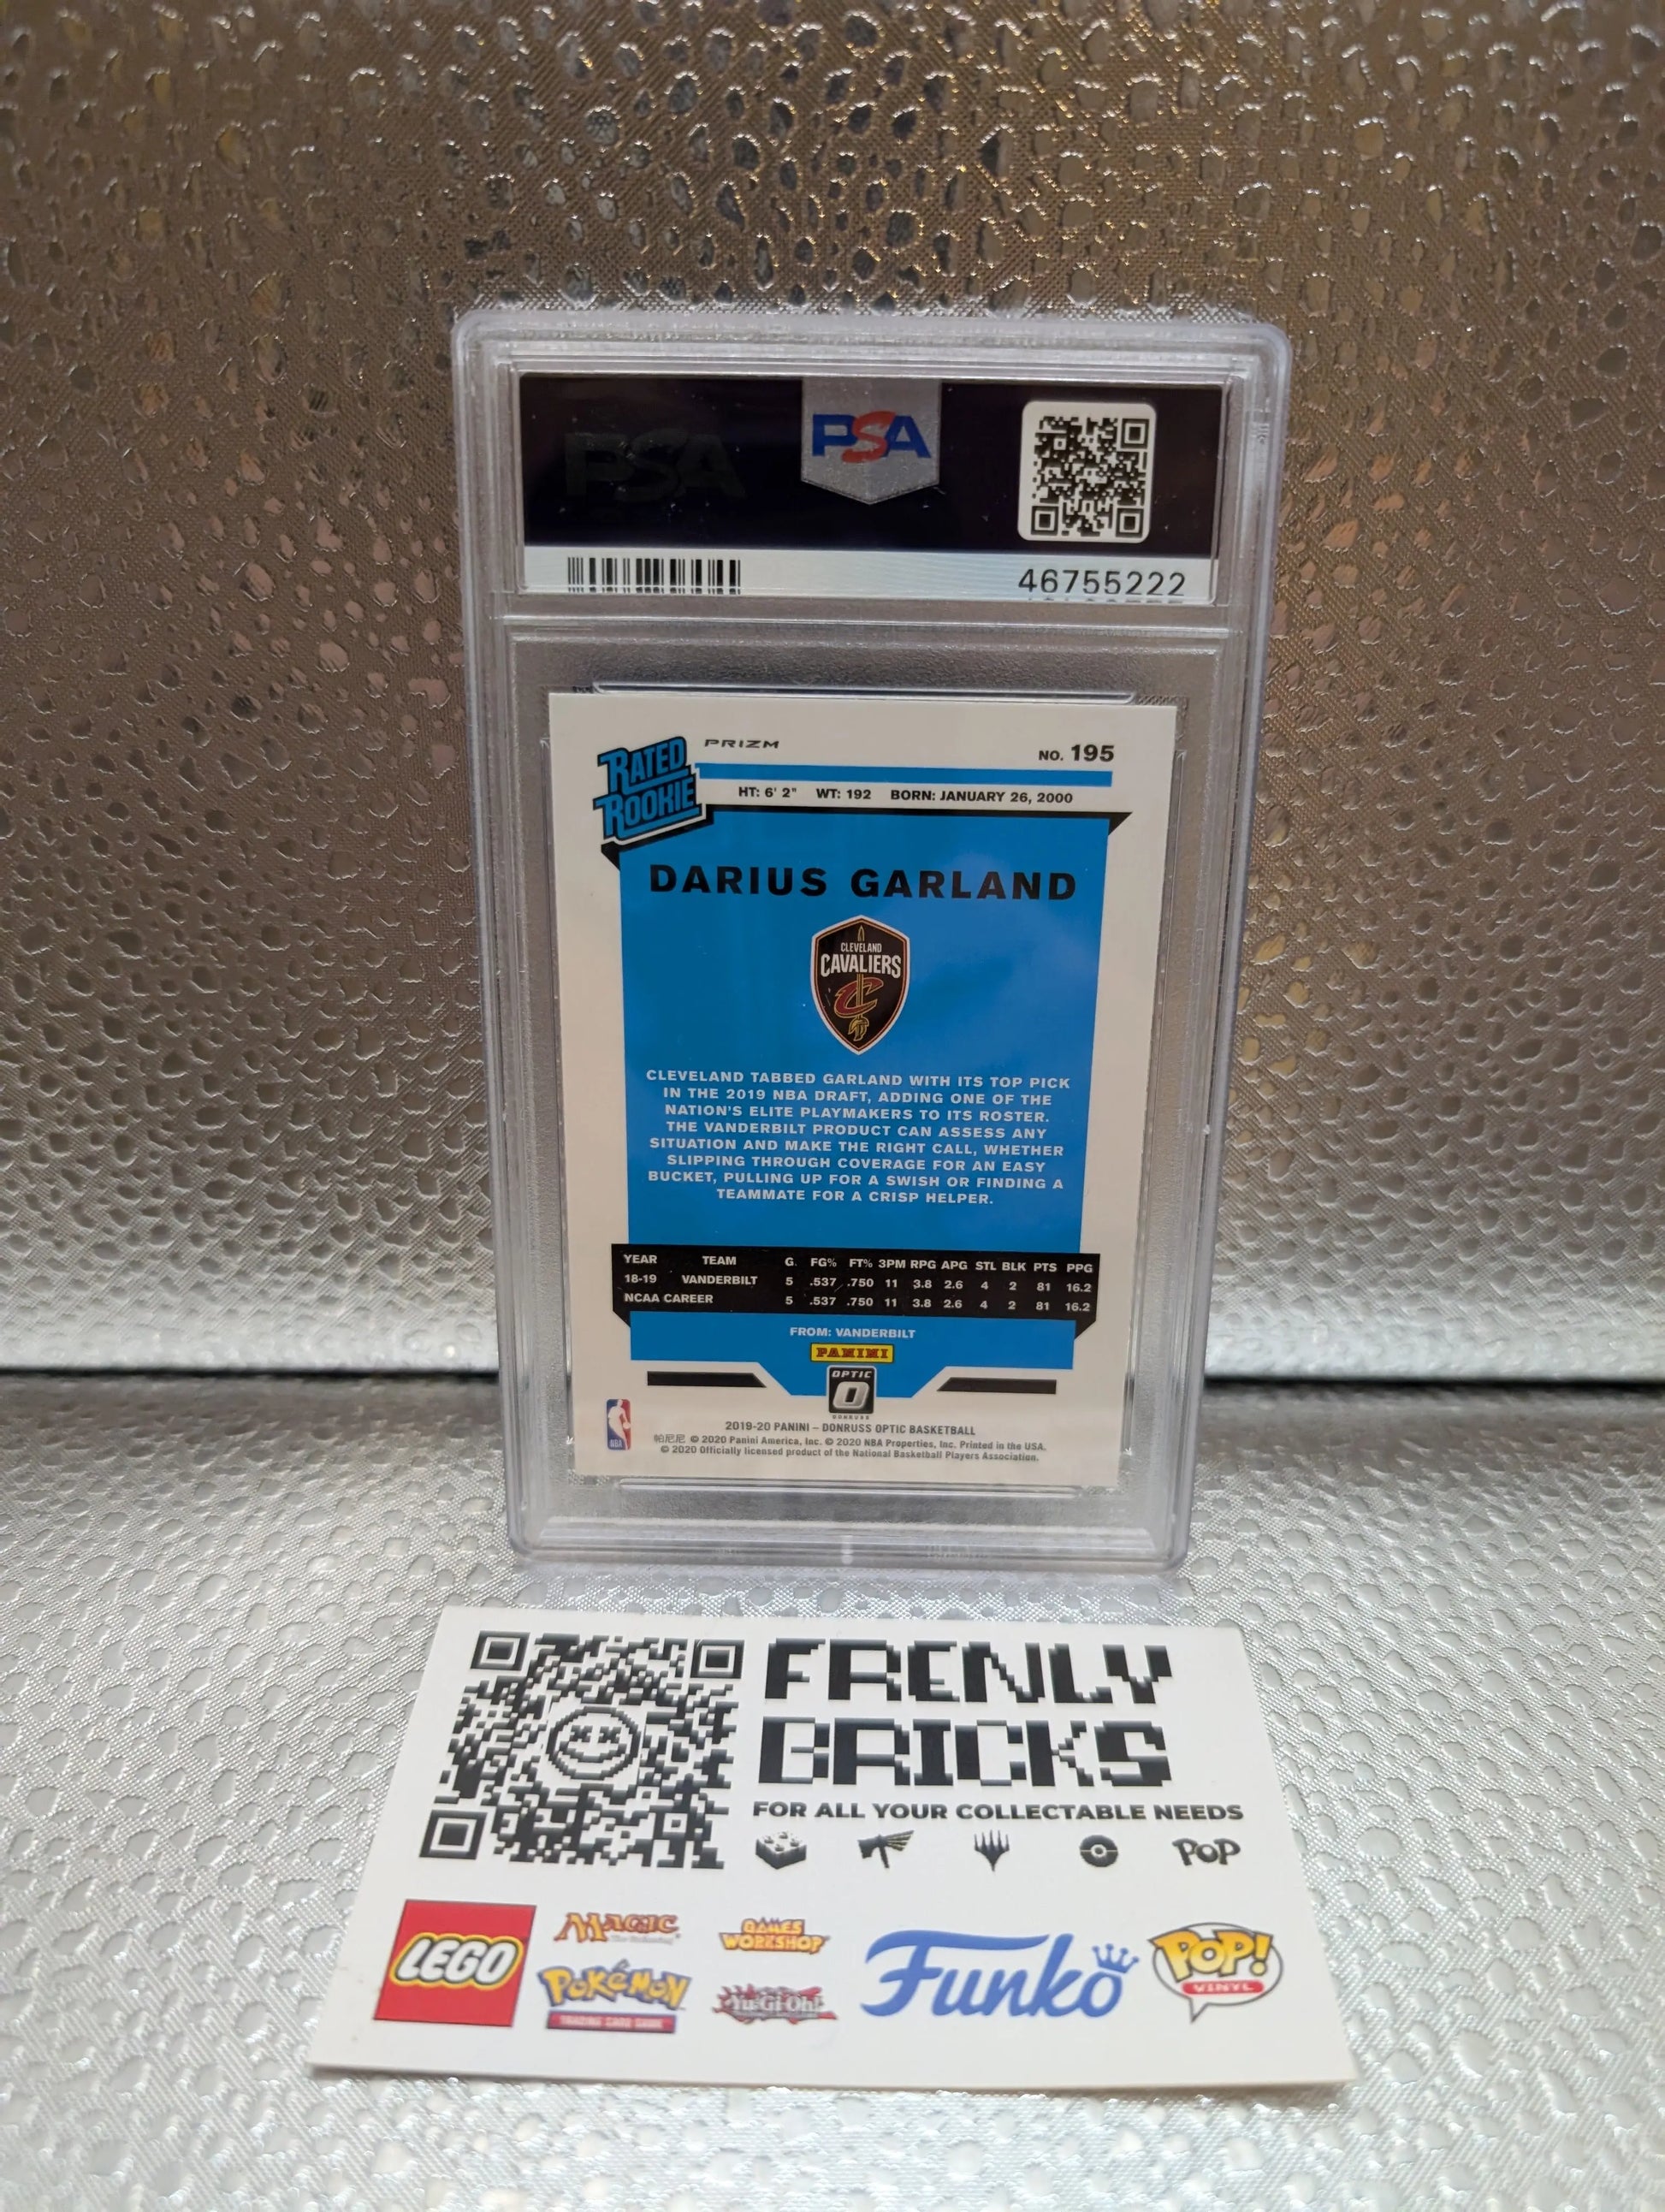 PSA
PSA
46755222
RATED
ROOKIE
PRIZM
NO. 195
HT: 6' 2" WT: 192 BORN: JANUARY 26, 2000
DARIUS GARLAND
CLEVELAND
CAVALIERS
C
CLEVELAND TABBED GARLAND WITH ITS TOP PICK
IN THE 2019 NBA DRAFT, ADDING ONE OF THE
NATION'S ELITE PLAYMAKERS TO ITS ROSTER.
THE VANDERBILT PRODUCT CAN ASSESS ANY
SITUATION AND MAKE THE RIGHT CALL, WHETHER
SLIPPING THROUGH COVERAGE FOR AN EASY
BUCKET, PULLING UP FOR A SWISH OR FINDING A
TEAMMATE FOR A CRISP HELPER.
YEAR TEAM G. FG% FT% 3PM RPG APG STL BLK PTS PPG
18-19 VANDERBILT 5 .537 .750 11 3.8 2.6 4 2 81 16.2
NCAA CAREER 5 .537 .750 11 3.8 2.6 4 2 81 16.2
FROM: VANDERBILT
PANINI
OPTIC
O
DONRUSS
NBA
2019-20 PANINI – DONRUSS OPTIC BASKETBALL
帕尼尼 © 2020 Panini America, Inc. © 2020 NBA Properties, Inc. Printed in the USA.
© 2020 Officially licensed product of the National Basketball Players Association.
FRENLY
BRICKS
FOR ALL YOUR COLLECTABLE NEEDS
POP
LEGO
MAGIC
The Gathering
GAMES
WORKSHOP
POKéMON
TRADING CARD GAME
Yu-Gi-Oh!
Funko
POP!
VINYL